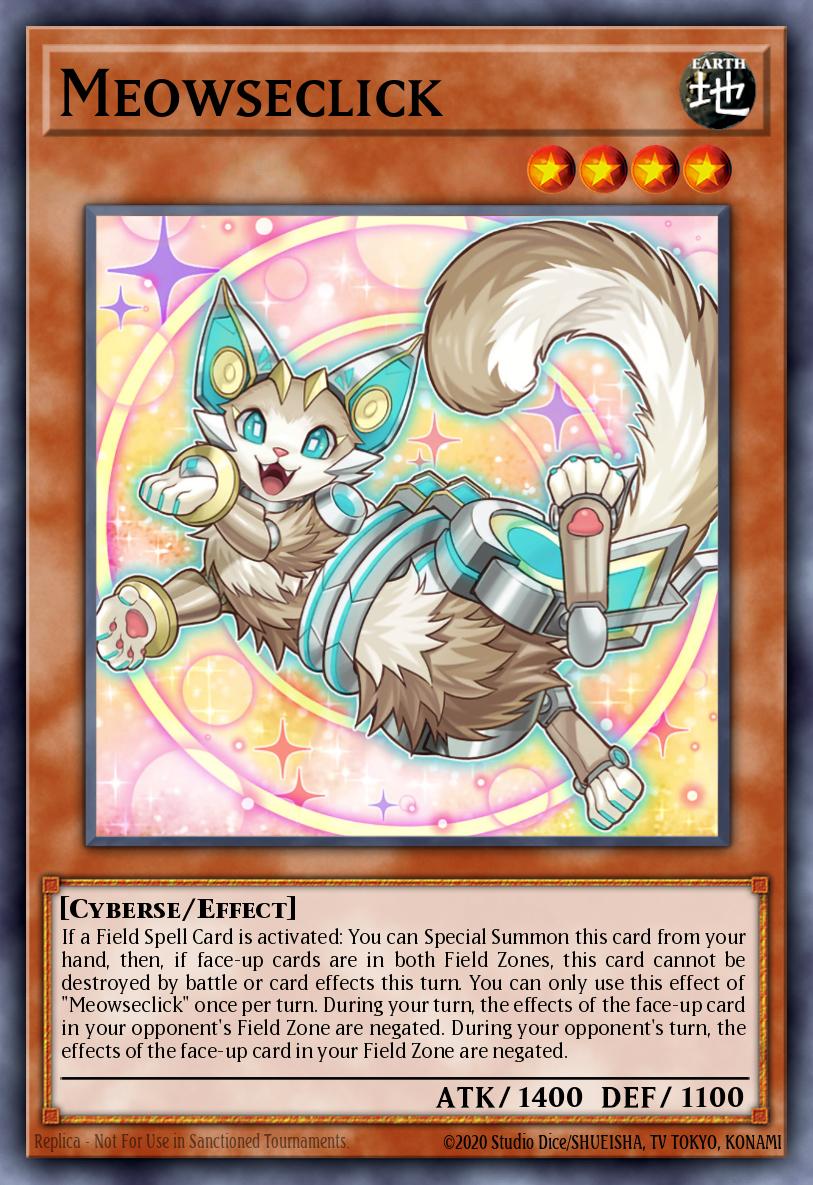 Meowseclick
EARTH
地
[Cyberse/Effect]
If a Field Spell Card is activated: You can Special Summon this card from your
hand, then, if face-up cards are in both Field Zones, this card cannot be
destroyed by battle or card effects this turn. You can only use this effect of
"Meowseclick" once per turn. During your turn, the effects of the face-up card
in your opponent's Field Zone are negated. During your opponent's turn, the
effects of the face-up card in your Field Zone are negated.
ATK/ 1400 DEF/ 1100
Replica - Not For Use in Sanctioned Tournaments.
©2020 Studio Dice/SHUEISHA, TV TOKYO, KONAMI